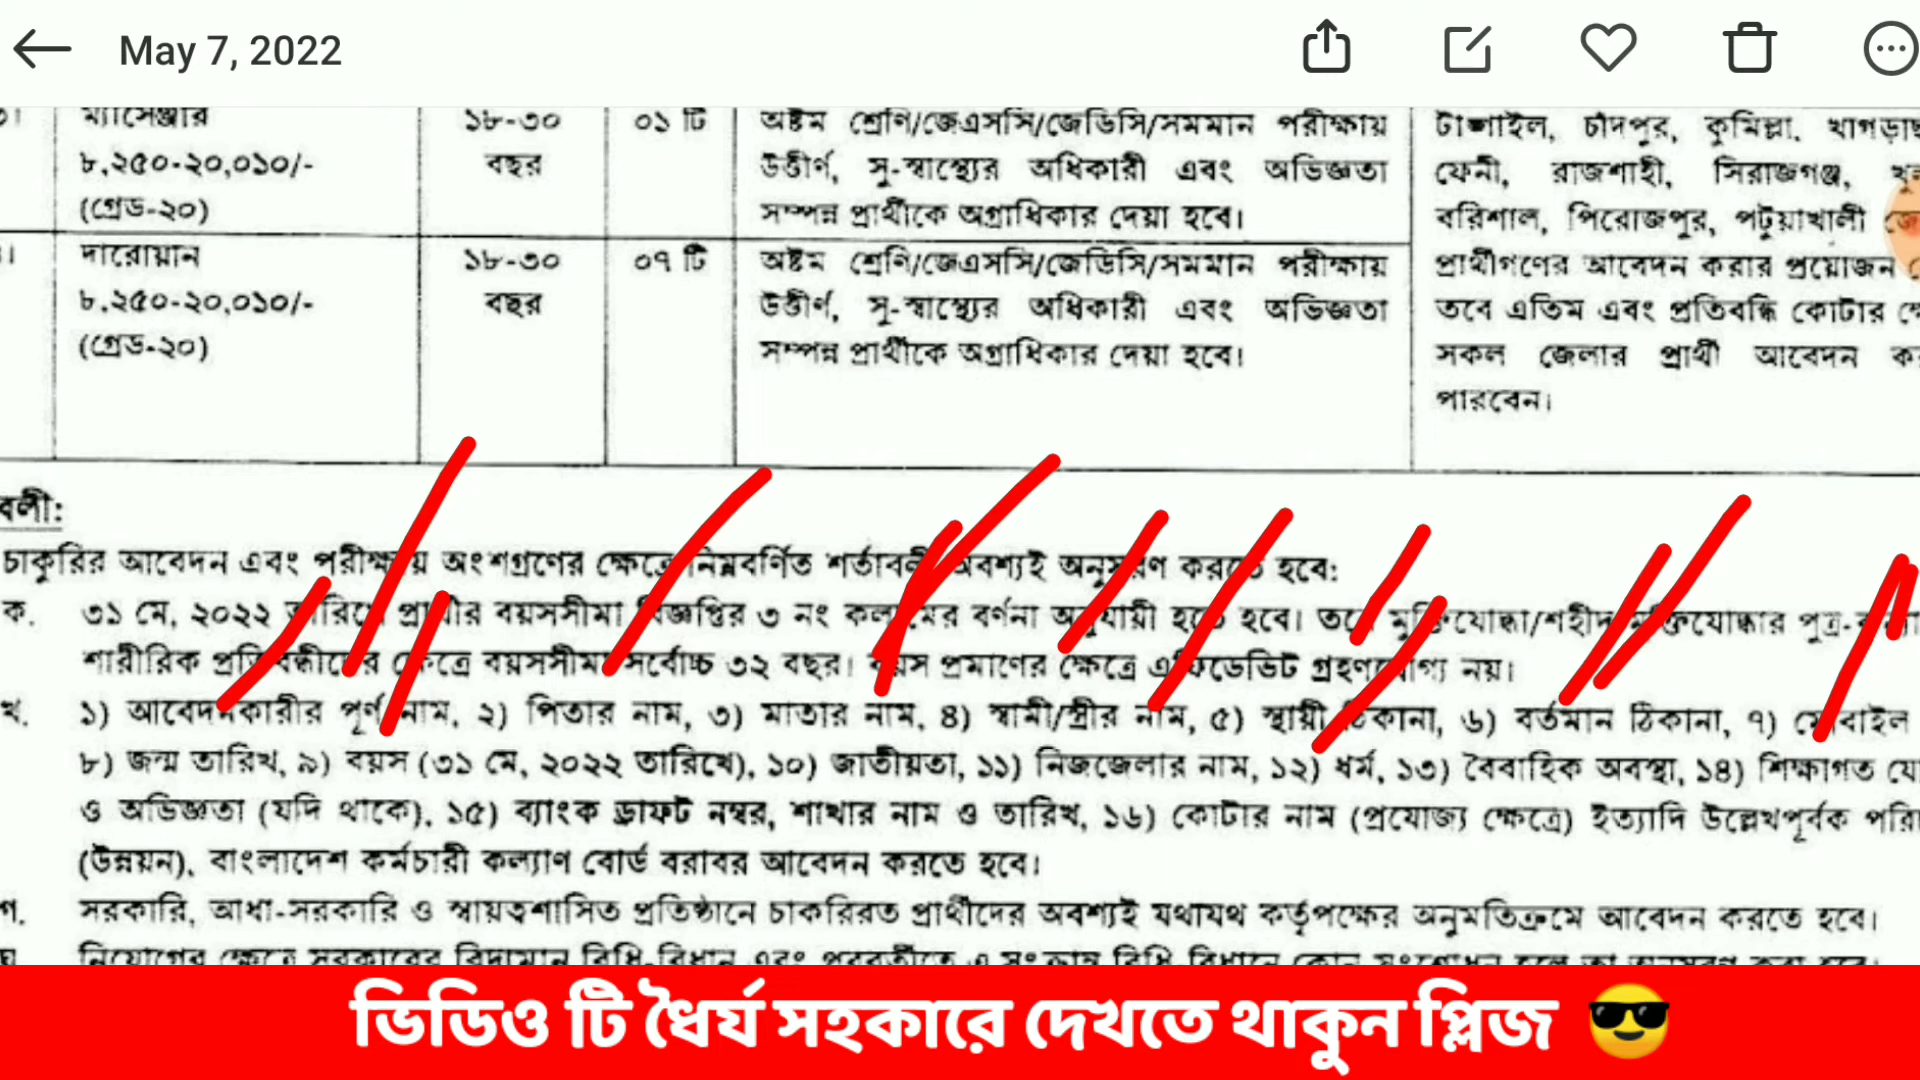 May 7, 2022
ম্যাসেঞ্জার
৮,২৫০-২০,০১০/-
(গ্রেড-২০)
১৮-৩০
বছর
০১ টি
অষ্টম শ্রেণি/জেএসসি/জেডিসি/সমমান পরীক্ষায়
উত্তীর্ণ, সু-স্বাস্থ্যের অধিকারী এবং অভিজ্ঞতা
সম্পন্ন প্রার্থীকে অগ্রাধিকার দেয়া হবে।
টাঙ্গাইল, চাঁদপুর, কুমিল্লা,
ফেনী, রাজশাহী, সিরাজগঞ্জ,
বরিশাল, পিরোজপুর, পটুয়াখালী
প্রার্থীগণের আবেদন করার প্রয়োজন
তবে এতিম এবং প্রতিবন্ধি কোটার
সকল জেলার প্রার্থী আবেদন
পারবেন।
দারোয়ান
৮,২৫০-২০,০১০/-
(গ্রেড-২০)
১৮-৩০
বছর
০৭ টি
অষ্টম শ্রেণি/জেএসসি/জেডিসি/সমমান পরীক্ষায়
উত্তীর্ণ, সু-স্বাস্থ্যের অধিকারী এবং অভিজ্ঞতা
সম্পন্ন প্রার্থীকে অগ্রাধিকার দেয়া হবে।
বলী:
চাকুরির আবেদন এবং পরীক্ষায় অংশগ্রণের ক্ষেত্রে নিম্নবর্ণিত শর্তাবলী অবশ্যই অনুসরণ করতে হবে:
ক. ৩১ মে, ২০২২ তারিখে প্রার্থীর বয়সসীমা বিজ্ঞপ্তির ৩ নং কলামের বর্ণনা অনুযায়ী হতে হবে। তবে মুক্তিযোদ্ধা/শহীদ মুক্তিযোদ্ধার
শারীরিক প্রতিবন্ধীদের ক্ষেত্রে বয়সসীমা সর্বোচ্চ ৩২ বছর। বয়স প্রমাণের ক্ষেত্রে এফিডেভিট গ্রহণযোগ্য নয়।
খ. ১) আবেদনকারীর পূর্ণ নাম, ২) পিতার নাম, ৩) মাতার নাম, ৪) স্বামী/স্ত্রীর নাম, ৫) স্থায়ী ঠিকানা, ৬) বর্তমান ঠিকানা, ৭) মোবাইল
৮) জন্ম তারিখ, ৯) বয়স (৩১ মে, ২০২২ তারিখে), ১০) জাতীয়তা, ১১) নিজজেলার নাম, ১২) ধর্ম, ১৩) বৈবাহিক অবস্থা, ১৪) শিক্ষাগত
ও অভিজ্ঞতা (যদি থাকে), ১৫) ব্যাংক ড্রাফট নম্বর, শাখার নাম ও তারিখ, ১৬) কোটার নাম (প্রযোজ্য ক্ষেত্রে) ইত্যাদি উল্লেখপূর্বক
(উন্নয়ন), বাংলাদেশ কর্মচারী কল্যাণ বোর্ড বরাবর আবেদন করতে হবে।
গ. সরকারি, আধা-সরকারি ও স্বায়ত্বশাসিত প্রতিষ্ঠানে চাকরিরত প্রার্থীদের অবশ্যই যথাযথ কর্তৃপক্ষের অনুমতিক্রমে আবেদন করতে হবে।
নিয়োগের ক্ষেত্রে সরকারের বিদ্যমান বিধি-বিধান এবং পরবর্তীতে এ
ভিডিও টি ধৈর্য সহকারে দেখতে থাকুন প্লিজ 😎